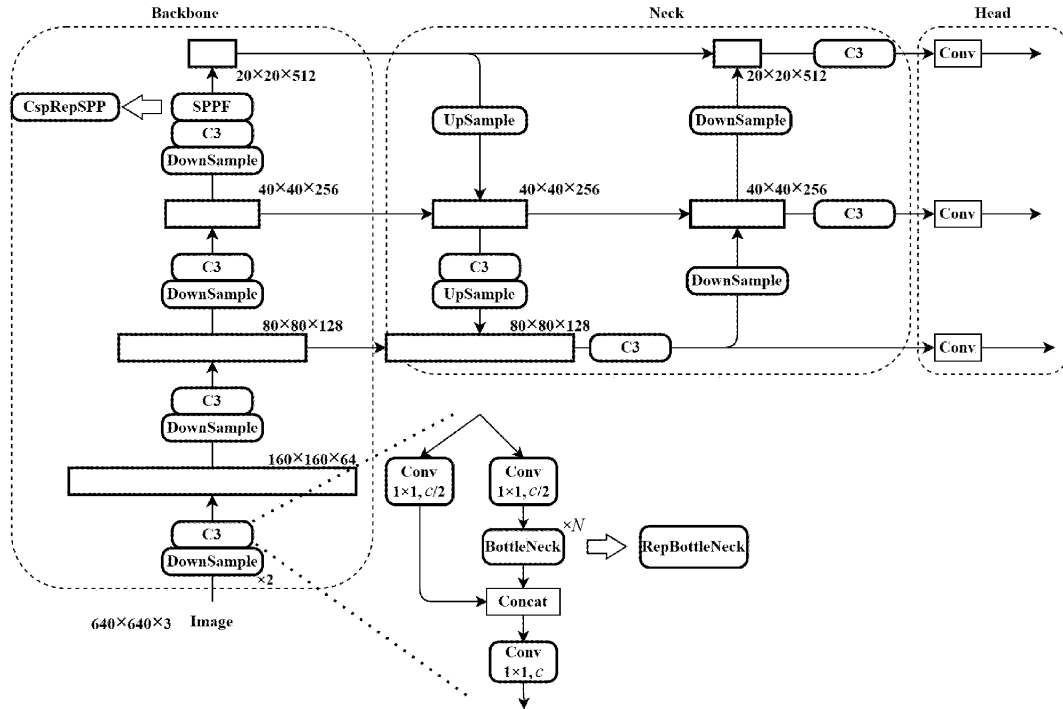 Backbone
Neck
Head
20×20×512
20×20×512
C3
Conv
CspRepSPP
SPPF
C3
DownSample
UpSample
DownSample
40×40×256
40×40×256
40×40×256
C3
Conv
C3
DownSample
C3
UpSample
DownSample
80×80×128
80×80×128
C3
Conv
C3
DownSample
160×160×64
C3
DownSample
×2
640×640×3
Image
Conv
1×1, c/2
Conv
1×1, c/2
BottleNeck
×N
RepBottleNeck
Concat
Conv
1×1, c